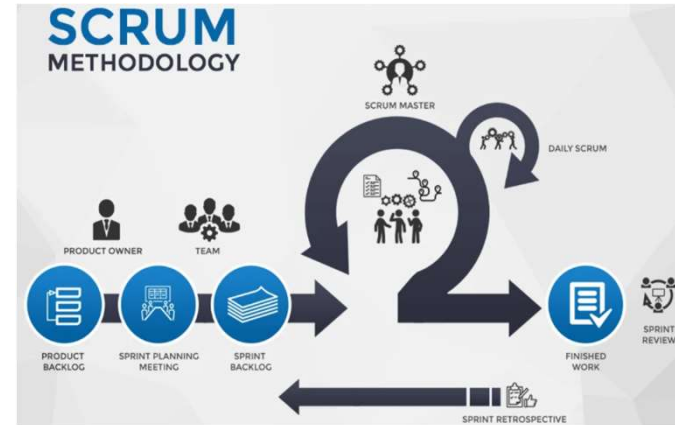 SCRUM
METHODOLOGY
SCRUM MASTER
DAILY SCRUM
PRODUCT OWNER
TEAM
PRODUCT
BACKLOG
SPRINT PLANNING
MEETING
SPRINT
BACKLOG
FINISHED
WORK
SPRINT
REVIEW
SPRINT RETROSPECTIVE